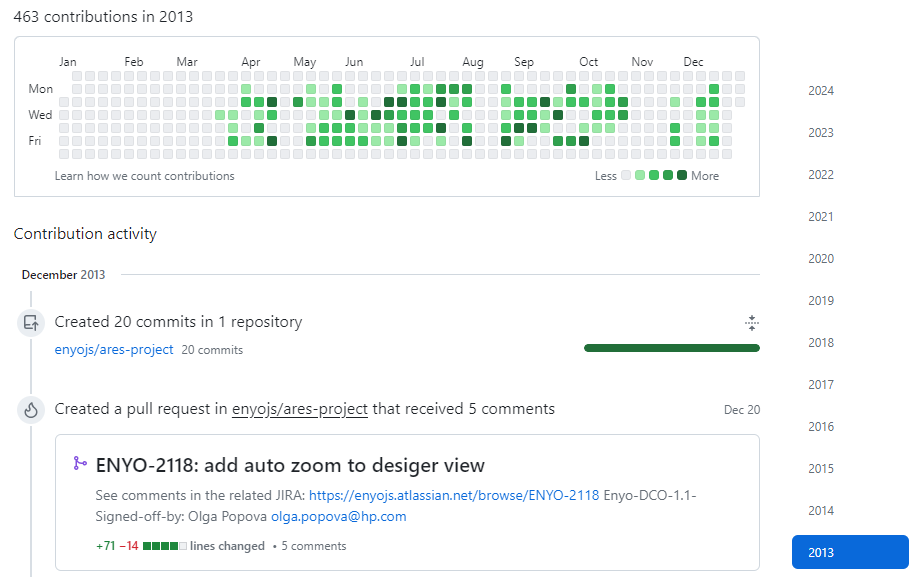 463 contributions in 2013
Jan Feb Mar Apr May Jun Jul Aug Sep Oct Nov Dec
Mon
Wed
Fri
Learn how we count contributions
Less More
Contribution activity
December 2013
Created 20 commits in 1 repository
enyojs/ares-project 20 commits
Created a pull request in enyojs/ares-project that received 5 comments
Dec 20
ENYO-2118: add auto zoom to desiger view
See comments in the related JIRA: https://enyojs.atlassian.net/browse/ENYO-2118 Enyo-DCO-1.1-
Signed-off-by: Olga Popova olga.popova@hp.com
+71 −14 lines changed • 5 comments
2024
2023
2022
2021
2020
2019
2018
2017
2016
2015
2014
2013